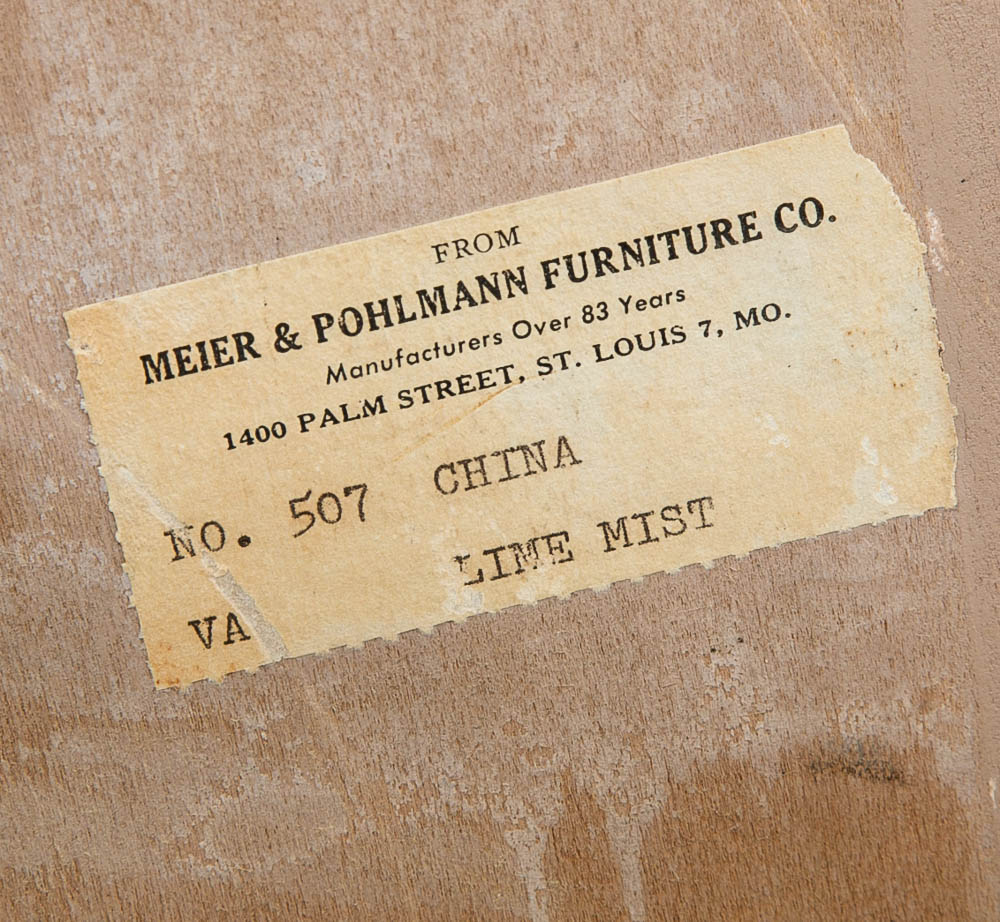 FROM
MEIER & POHLMANN FURNITURE CO.
Manufacturers Over 83 Years
1400 PALM STREET, ST. LOUIS 7, MO.
NO. 507 CHINA
VA LIME MIST